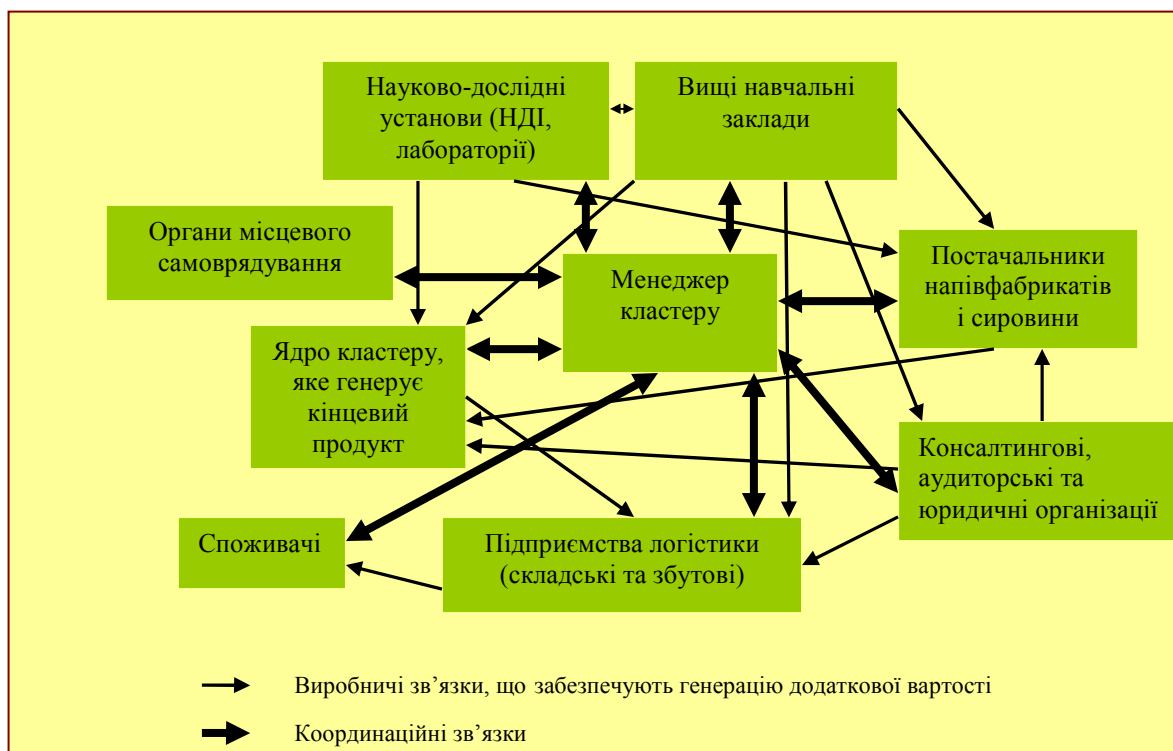 Науково-дослідні
установи (НДІ,
лабораторії)
Вищі навчальні
заклади
Органи місцевого
самоврядування
Менеджер
кластеру
Постачальники
напівфабрикатів
і сировини
Ядро кластеру,
яке генерує
кінцевий
продукт
Консалтингові,
аудиторські та
юридичні організації
Споживачі
Підприємства логістики
(складські та збутові)
Виробничі зв’язки, що забезпечують генерацію додаткової вартості
Координаційні зв’язки